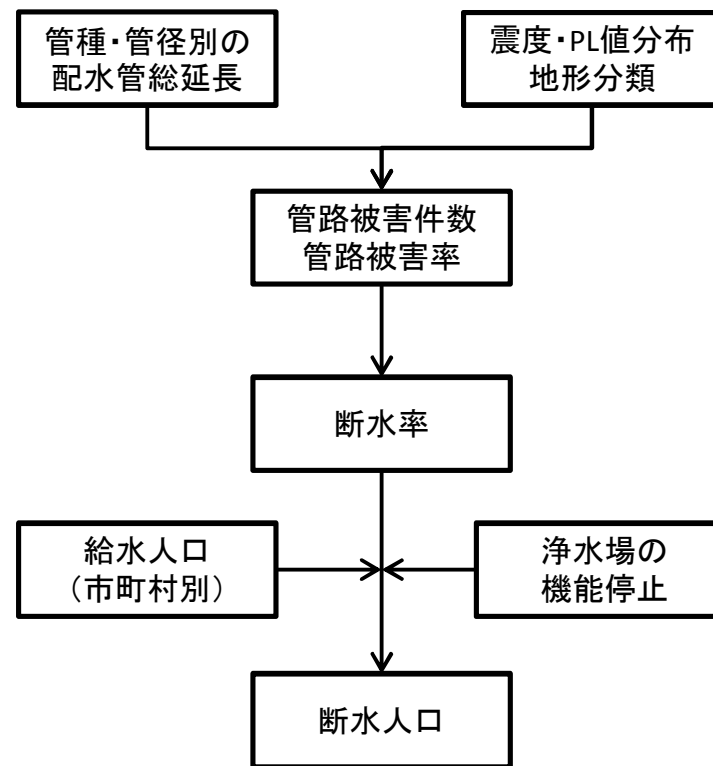 管種・管径別の
配水管総延長
震度・PL値分布
地形分類
管路被害件数
管路被害率
断水率
給水人口
（市町村別）
浄水場の
機能停止
断水人口